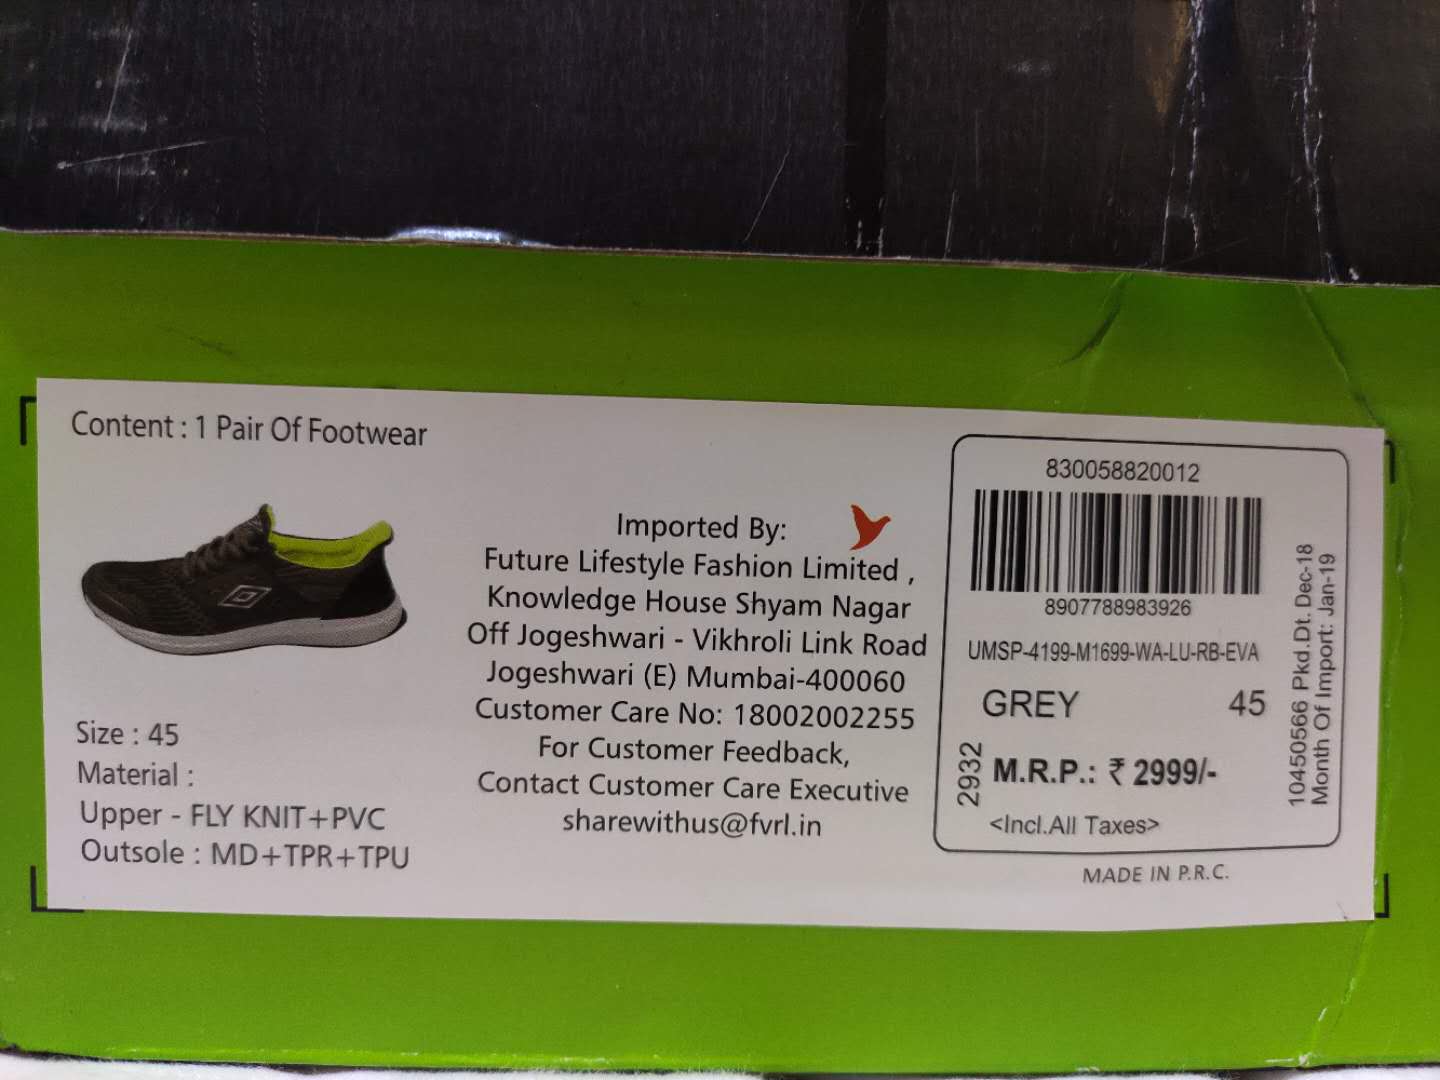 Content : 1 Pair Of Footwear
Size : 45
Material :
Upper - FLY KNIT+PVC
Outsole : MD+TPR+TPU
Imported By:
Future Lifestyle Fashion Limited ,
Knowledge House Shyam Nagar
Off Jogeshwari - Vikhroli Link Road
Jogeshwari (E) Mumbai-400060
Customer Care No: 18002002255
For Customer Feedback,
Contact Customer Care Executive
sharewithus@fvrl.in
830058820012
8907788983926
UMSP-4199-M1699-WA-LU-RB-EVA
GREY 45
2932
M.R.P.: ₹ 2999/-
<Incl.All Taxes>
10450566 Pkd.Dt. Dec-18
Month Of Import: Jan-19
MADE IN P.R.C.